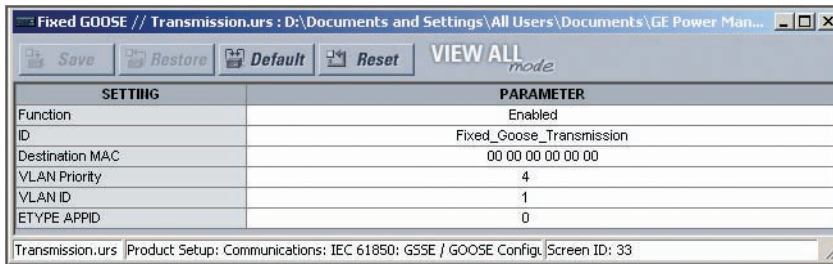 Fixed GOOSE // Transmission.urs : D:\Documents and Settings\All Users\Documents\GE Power Man...
Save Restore Default Reset VIEW ALL mode
SETTING PARAMETER
Function Enabled
ID Fixed_Goose_Transmission
Destination MAC 00 00 00 00 00 00
VLAN Priority 4
VLAN ID 1
ETYPE APPID 0
Transmission.urs Product Setup: Communications: IEC 61850: GSSE / GOOSE Configu Screen ID: 33